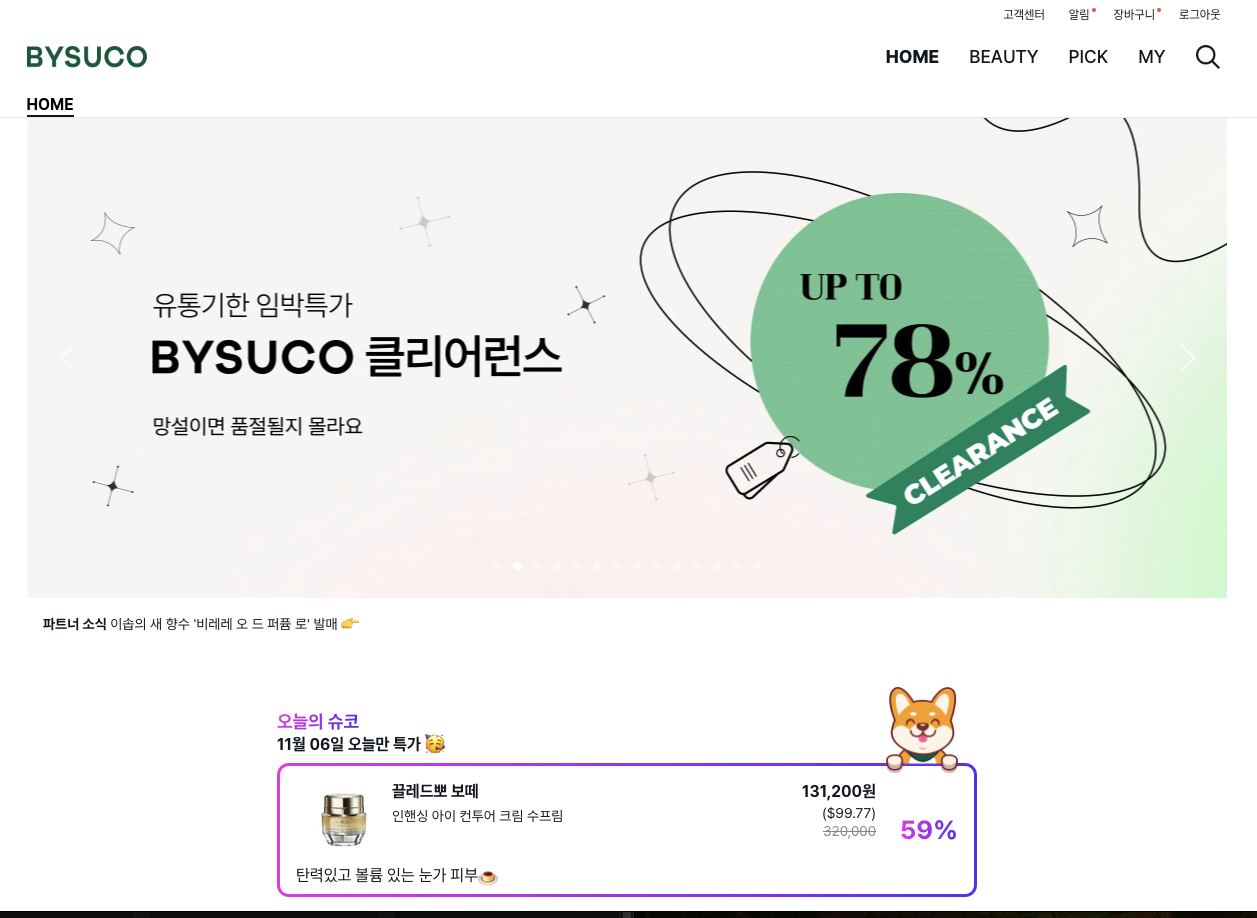 고객센터 알림 장바구니 로그아웃
BYSUCO
HOME BEAUTY PICK MY
HOME
유통기한 임박특가
BYSUCO 클리어런스
망설이면 품절될지 몰라요
UP TO
78%
CLEARANCE
파트너 소식 이솝의 새 향수 '비레레 오 드 퍼퓸 로' 발매 👉
오늘의 슈코
11월 06일 오늘만 특가 🥳
끌레드뽀 보떼
인핸싱 아이 컨투어 크림 수프림
131,200원
($99.77)
320,000
59%
탄력있고 볼륨 있는 눈가 피부🍮